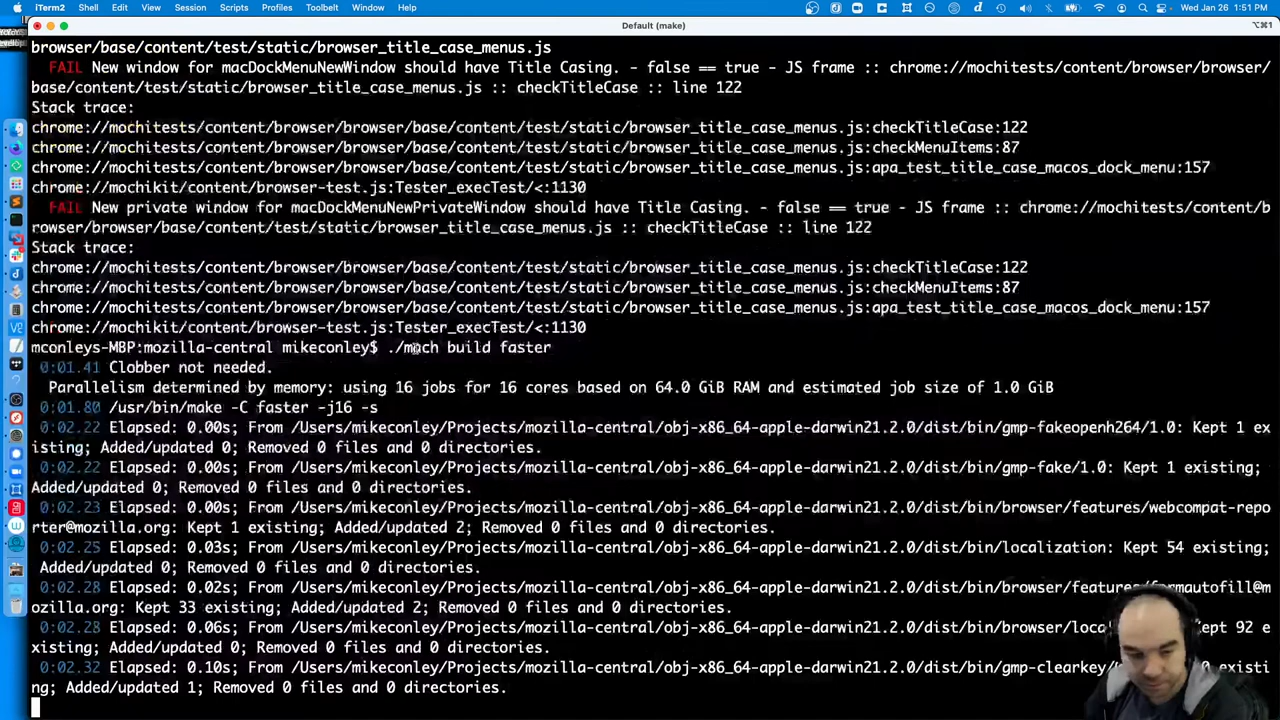 iTerm2 Shell Edit View Session Scripts Profiles Toolbelt Window Help Wed Jan 26 1:51 PM
Default (make) ⌥⌘1
browser/base/content/test/static/browser_title_case_menus.js
FAIL New window for macDockMenuNewWindow should have Title Casing. - false == true - JS frame :: chrome://mochitests/content/browser/browser/
base/content/test/static/browser_title_case_menus.js :: checkTitleCase :: line 122
Stack trace:
chrome://mochitests/content/browser/browser/base/content/test/static/browser_title_case_menus.js:checkTitleCase:122
chrome://mochitests/content/browser/browser/base/content/test/static/browser_title_case_menus.js:checkMenuItems:87
chrome://mochitests/content/browser/browser/base/content/test/static/browser_title_case_menus.js:apa_test_title_case_macos_dock_menu:157
chrome://mochikit/content/browser-test.js:Tester_execTest/<:1130
FAIL New private window for macDockMenuNewPrivateWindow should have Title Casing. - false == true - JS frame :: chrome://mochitests/content/b
rowser/browser/base/content/test/static/browser_title_case_menus.js :: checkTitleCase :: line 122
Stack trace:
chrome://mochitests/content/browser/browser/base/content/test/static/browser_title_case_menus.js:checkTitleCase:122
chrome://mochitests/content/browser/browser/base/content/test/static/browser_title_case_menus.js:checkMenuItems:87
chrome://mochitests/content/browser/browser/base/content/test/static/browser_title_case_menus.js:apa_test_title_case_macos_dock_menu:157
chrome://mochikit/content/browser-test.js:Tester_execTest/<:1130
mconleys-MBP:mozilla-central mikeconley$ ./mach build faster
0:01.41 Clobber not needed.
Parallelism determined by memory: using 16 jobs for 16 cores based on 64.0 GiB RAM and estimated job size of 1.0 GiB
0:01.80 /usr/bin/make -C faster -j16 -s
0:02.22 Elapsed: 0.00s; From /Users/mikeconley/Projects/mozilla-central/obj-x86_64-apple-darwin21.2.0/dist/bin/gmp-fakeopenh264/1.0: Kept 1 ex
isting; Added/updated 0; Removed 0 files and 0 directories.
0:02.22 Elapsed: 0.00s; From /Users/mikeconley/Projects/mozilla-central/obj-x86_64-apple-darwin21.2.0/dist/bin/gmp-fake/1.0: Kept 1 existing;
Added/updated 0; Removed 0 files and 0 directories.
0:02.23 Elapsed: 0.00s; From /Users/mikeconley/Projects/mozilla-central/obj-x86_64-apple-darwin21.2.0/dist/bin/browser/features/webcompat-repo
rter@mozilla.org: Kept 1 existing; Added/updated 2; Removed 0 files and 0 directories.
0:02.25 Elapsed: 0.03s; From /Users/mikeconley/Projects/mozilla-central/obj-x86_64-apple-darwin21.2.0/dist/bin/localization: Kept 54 existing;
Added/updated 0; Removed 0 files and 0 directories.
0:02.28 Elapsed: 0.02s; From /Users/mikeconley/Projects/mozilla-central/obj-x86_64-apple-darwin21.2.0/dist/bin/browser/features/formautofill@m
ozilla.org: Kept 33 existing; Added/updated 2; Removed 0 files and 0 directories.
0:02.28 Elapsed: 0.06s; From /Users/mikeconley/Projects/mozilla-central/obj-x86_64-apple-darwin21.2.0/dist/bin/browser/loca Kept 92 e
xisting; Added/updated 0; Removed 0 files and 0 directories.
0:02.32 Elapsed: 0.10s; From /Users/mikeconley/Projects/mozilla-central/obj-x86_64-apple-darwin21.2.0/dist/bin/gmp-clearkey/ existi
ng; Added/updated 1; Removed 0 files and 0 directories.